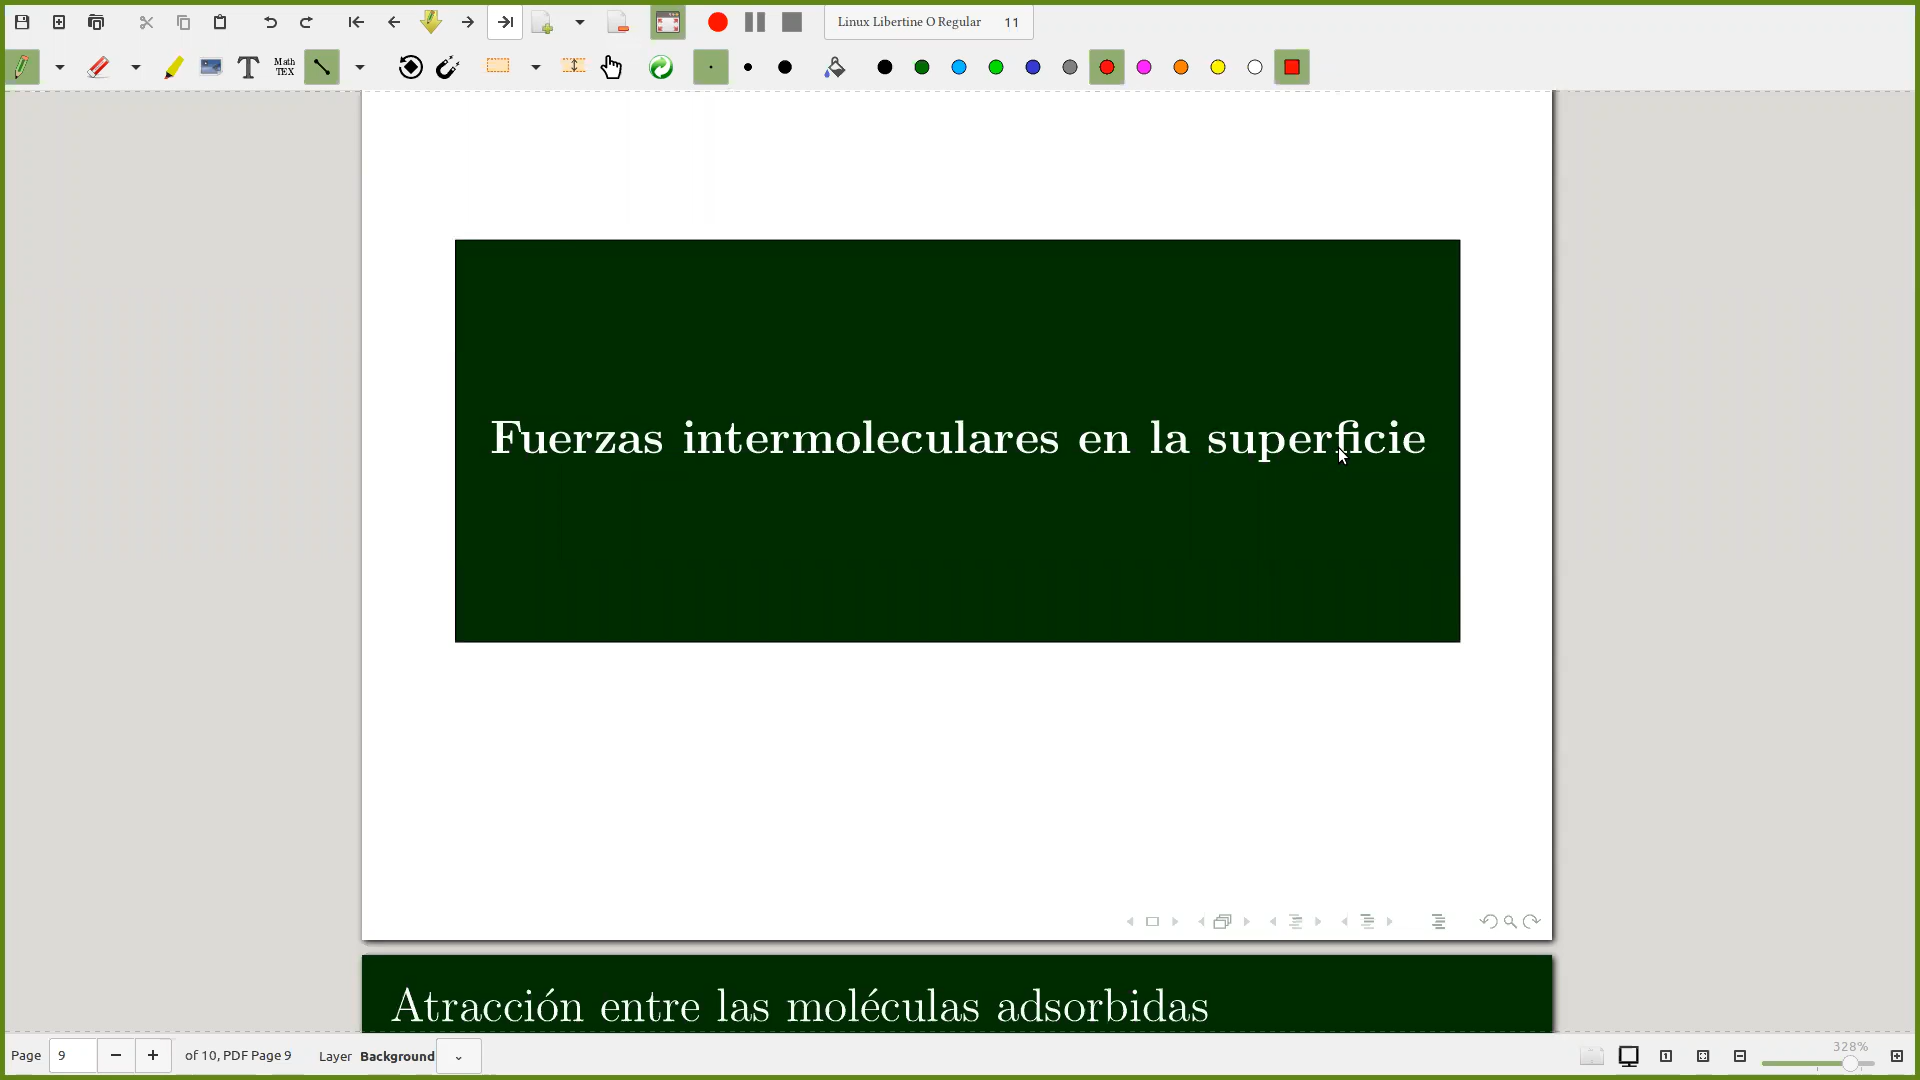 Linux Libertine O Regular 11
T Math
TEX
Fuerzas intermoleculares en la superficie
Atracción entre las moléculas adsorbidas
328%
Page 9 of 10, PDF Page 9 Layer Background